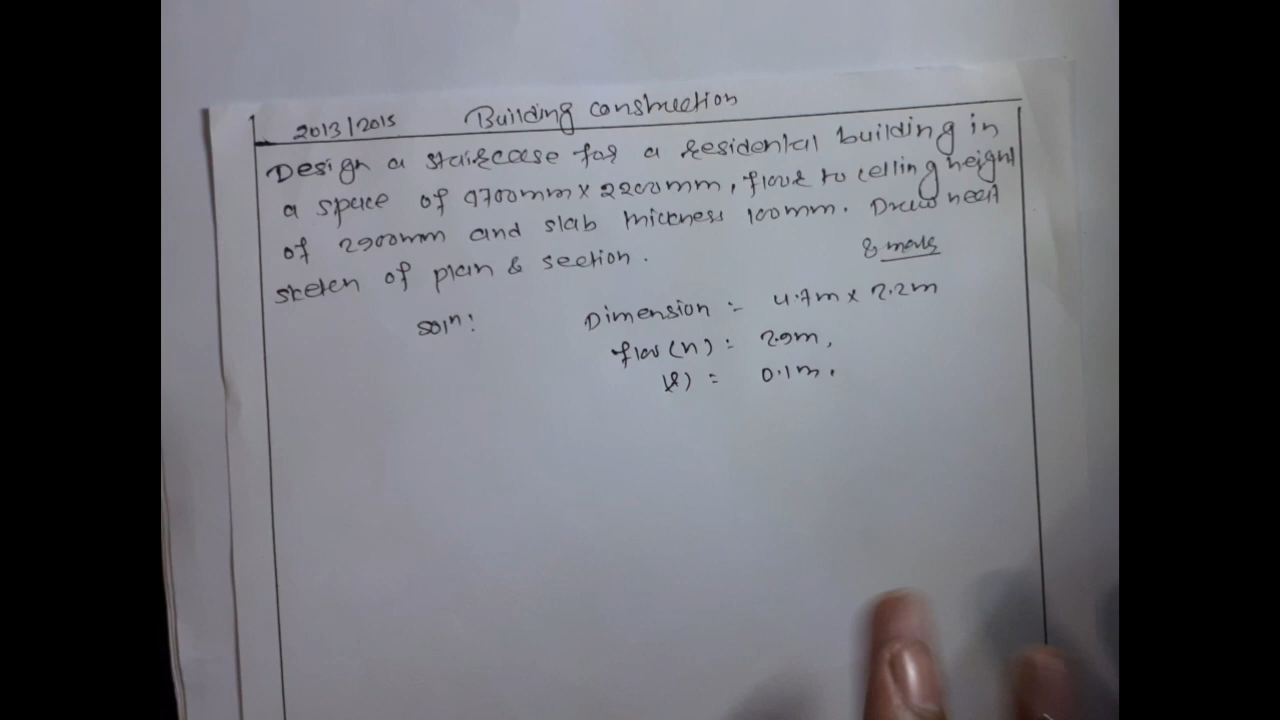 2013/2015 Building construction
Design a staircase for a residental building in
a space of 4700mm x 2200mm, floor to celling height
of 2900mm and slab thickness 100mm. Draw neat
sketch of plan & section. 8 marks
Solⁿ: Dimension :- 4.7m x 2.2m
floor (n) = 2.9m,
(t) = 0.1m.